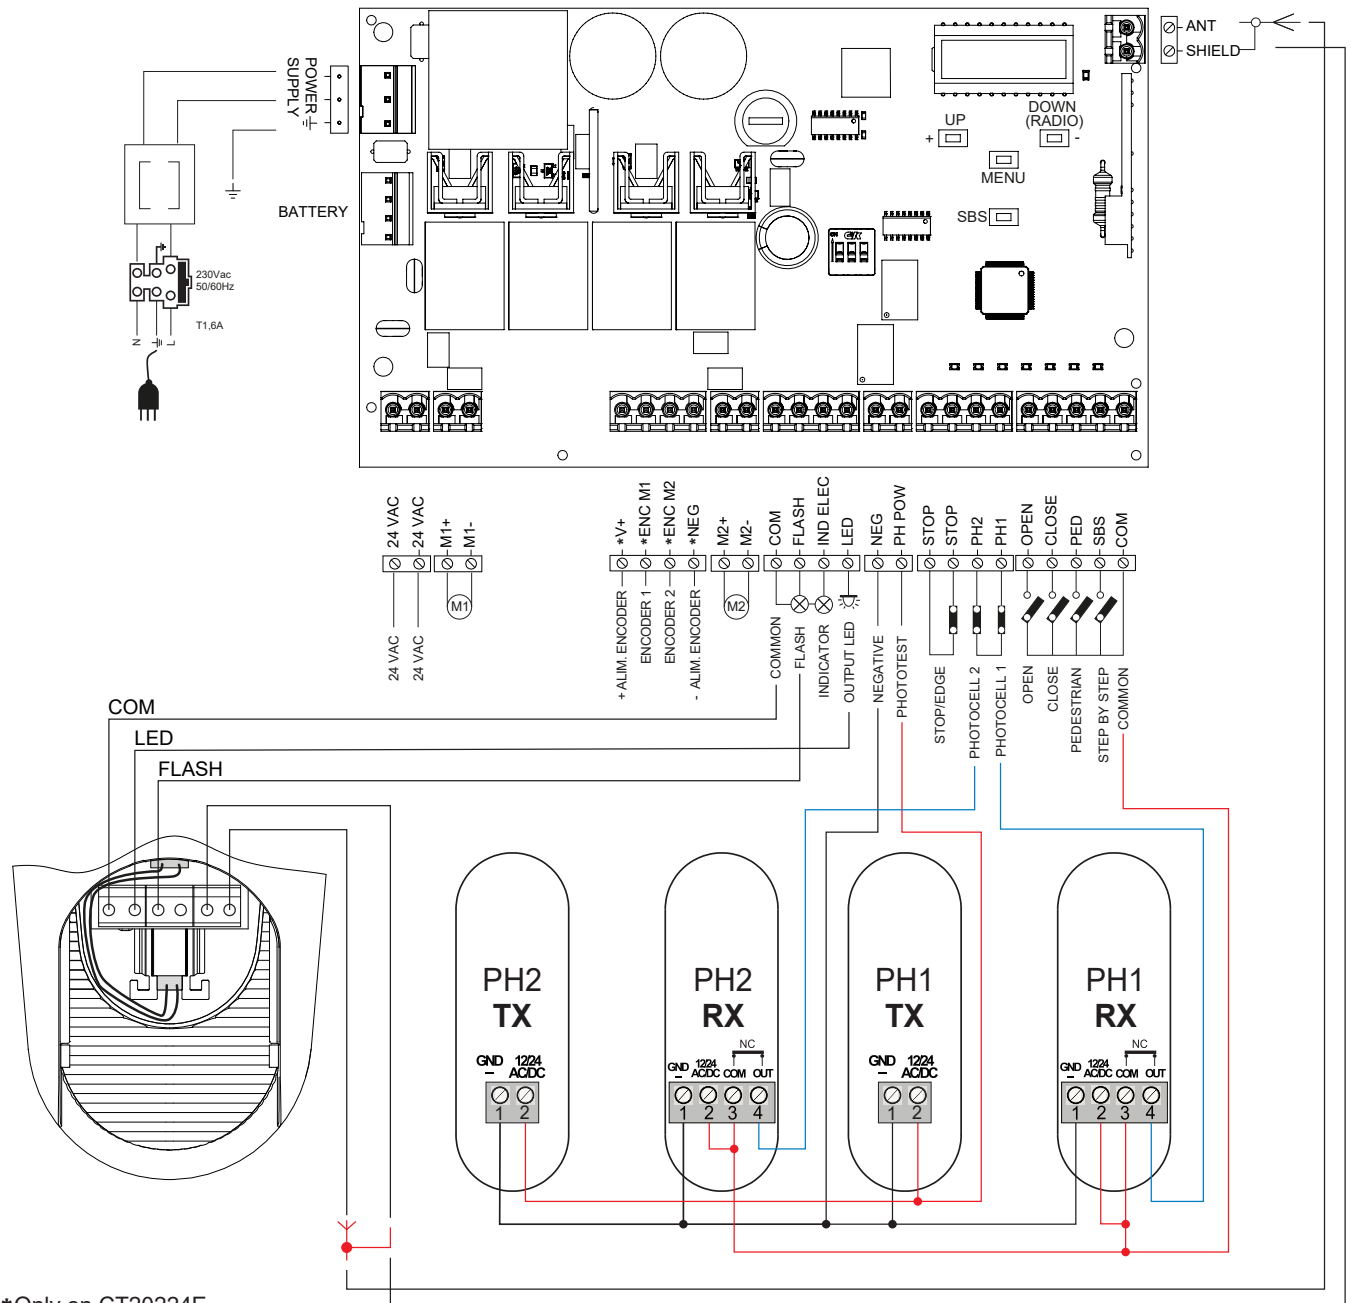 ANT
SHIELD
POWER
SUPPLY
BATTERY
UP
+
DOWN
(RADIO)
-
MENU
SBS
ON
230Vac
50/60Hz
T1,6A
N
L
24 VAC
24 VAC
M1+
M1-
*V+
*ENC M1
*ENC M2
*NEG
M2+
M2-
COM
FLASH
IND ELEC
LED
NEG
PH POW
STOP
STOP
PH2
PH1
OPEN
CLOSE
PED
SBS
COM
M1
M2
24 VAC
24 VAC
+ ALIM. ENCODER
ENCODER 1
ENCODER 2
- ALIM. ENCODER
COMMON
FLASH
INDICATOR
OUTPUT LED
NEGATIVE
PHOTOTEST
STOP/EDGE
PHOTOCELL 2
PHOTOCELL 1
OPEN
CLOSE
PEDESTRIAN
STEP BY STEP
COMMON
COM
LED
FLASH
PH2
TX
GND
-
12/24
AC/DC
1 2
PH2
RX
NC
GND
-
12/24
AC/DC
COM
OUT
1 2 3 4
PH1
TX
GND
-
12/24
AC/DC
1 2
PH1
RX
NC
GND
-
12/24
AC/DC
COM
OUT
1 2 3 4